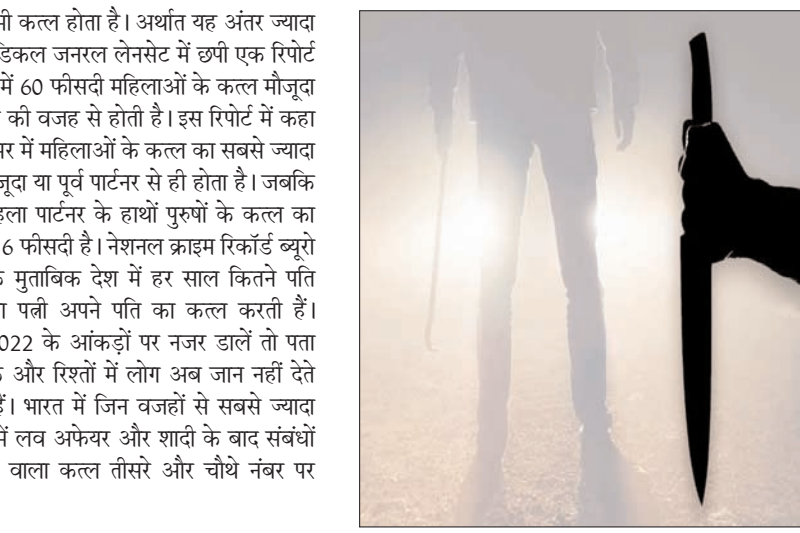 कत्ल होता है। अर्थात यह अंतर ज्यादा
जनरल लेनसेट में छपी एक रिपोर्ट
में 60 फीसदी महिलाओं के कत्ल मौजूदा
की वजह से होती है। इस रिपोर्ट में कहा
में महिलाओं के कत्ल का सबसे ज्यादा
या पूर्व पार्टनर से ही होता है। जबकि
पार्टनर के हाथों पुरुषों के कत्ल का
6 फीसदी है। नेशनल क्राइम रिकॉर्ड ब्यूरो
मुताबिक देश में हर साल कितने पति
पत्नी अपने पति का कत्ल करती हैं।
के आंकड़ों पर नजर डालें तो पता
और रिश्तों में लोग अब जान नहीं देते
भारत में जिन वजहों से सबसे ज्यादा
में लव अफेयर और शादी के बाद संबंधों
वाला कत्ल तीसरे और चौथे नंबर पर